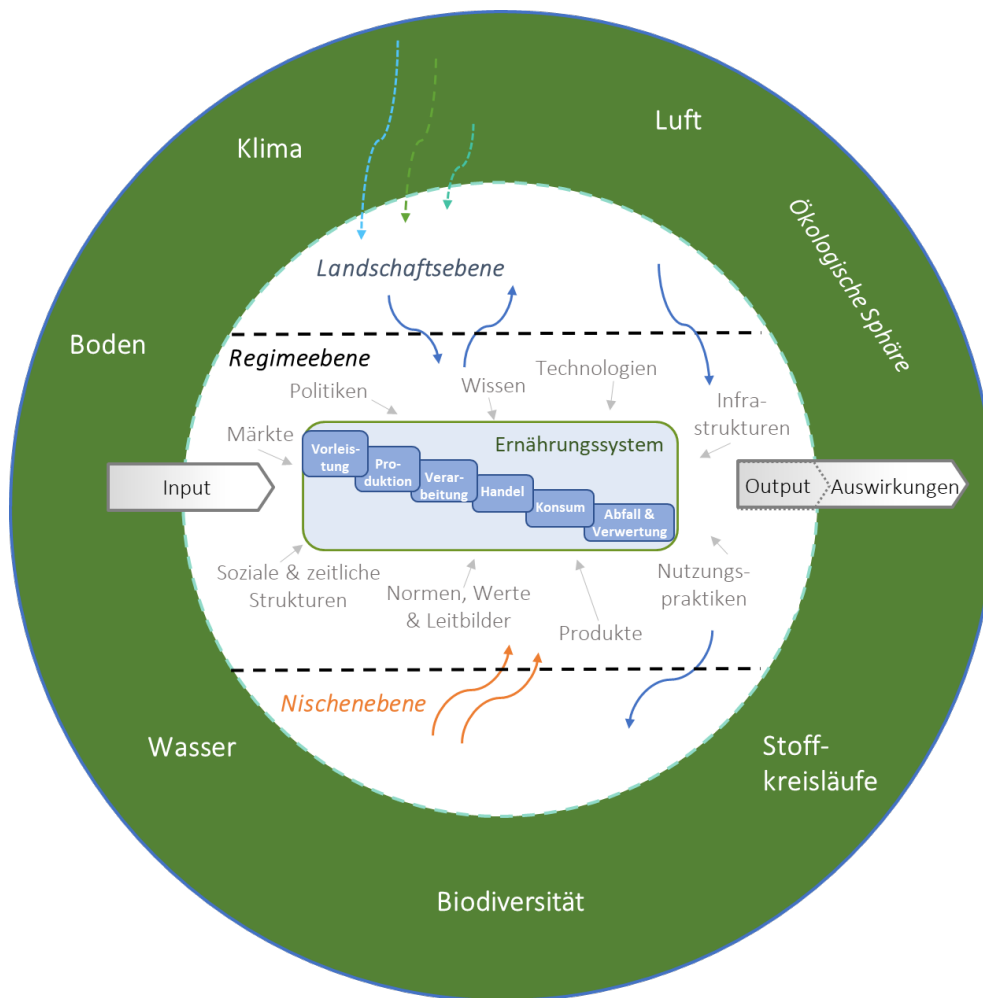 Luft
Klima
Ökologische Sphäre
Landschaftsebene
Boden
Regimeebene
Technologien
Politiken
Wissen
Infra-
strukturen
Märkte
Ernährungssystem
Vorleis-
tung
Pro-
duktion
Verar-
beitung
Handel
Konsum
Abfall &
Verwertung
Input
Output
Auswirkungen
Soziale & zeitliche
Strukturen
Normen, Werte
& Leitbilder
Produkte
Nutzungs-
praktiken
Nischenebene
Wasser
Stoff-
kreisläufe
Biodiversität